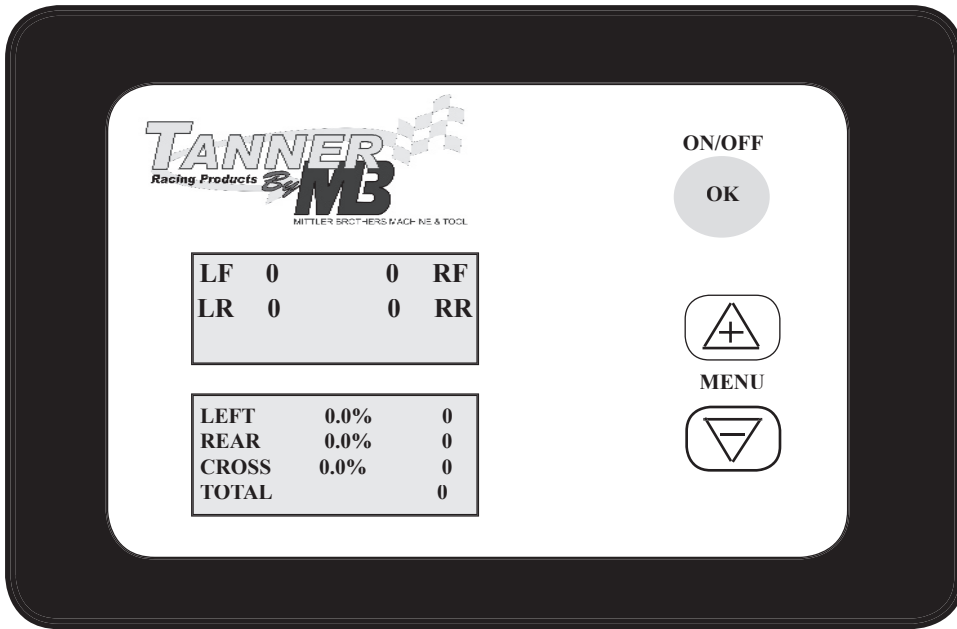 TANNER
Racing Products By MB
MITTLER BROTHERS MACHINE & TOOL
ON/OFF
OK
LF 0 0 RF
LR 0 0 RR
+
MENU
−
LEFT 0.0% 0
REAR 0.0% 0
CROSS 0.0% 0
TOTAL 0